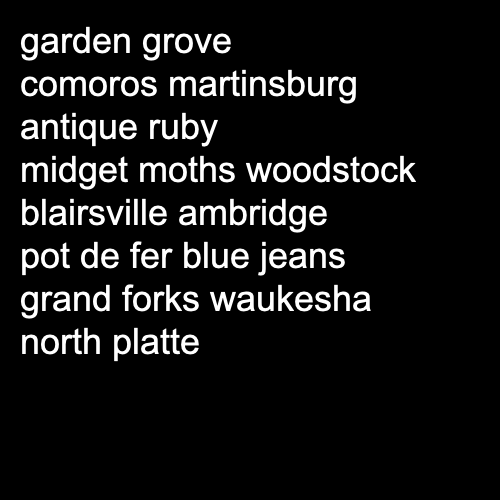 garden grove
comoros martinsburg
antique ruby
midget moths woodstock
blairsville ambridge
pot de fer blue jeans
grand forks waukesha
north platte